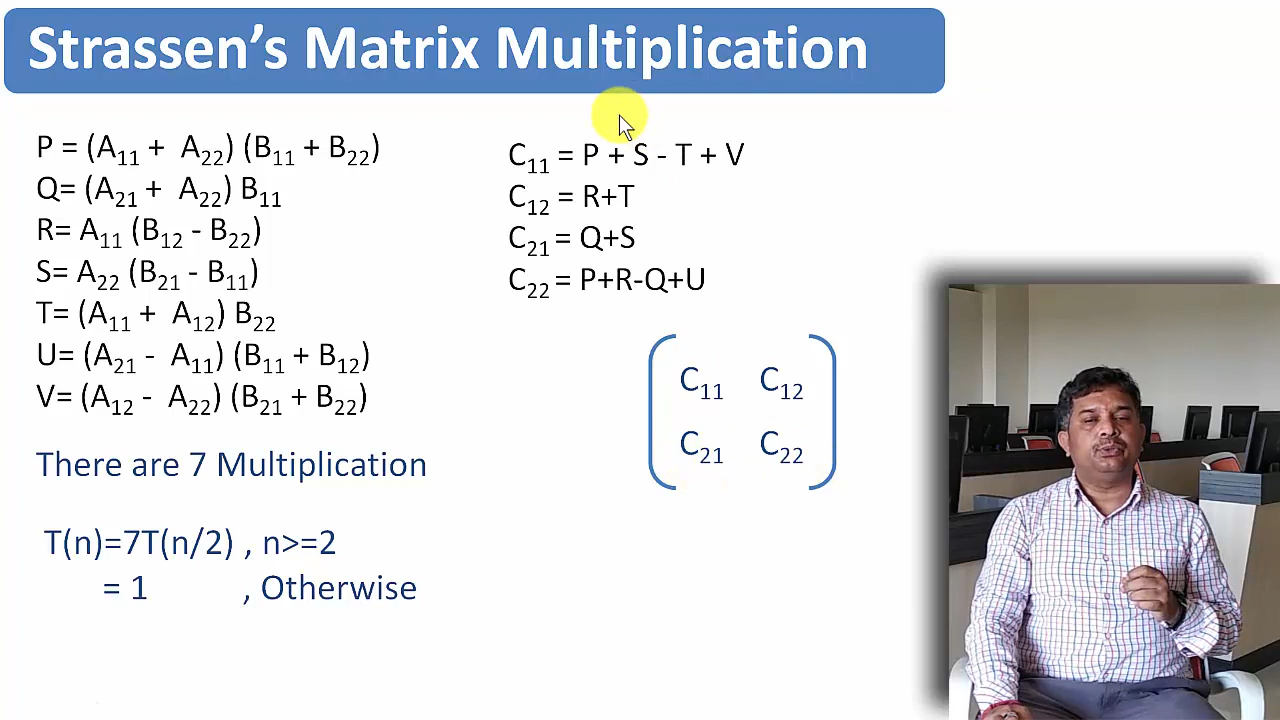 Strassen’s Matrix Multiplication
P = (A₁₁ + A₂₂) (B₁₁ + B₂₂)
Q= (A₂₁ + A₂₂) B₁₁
R= A₁₁ (B₁₂ - B₂₂)
S= A₂₂ (B₂₁ - B₁₁)
T= (A₁₁ + A₁₂) B₂₂
U= (A₂₁ - A₁₁) (B₁₁ + B₁₂)
V= (A₁₂ - A₂₂) (B₂₁ + B₂₂)
There are 7 Multiplication
T(n)=7T(n/2) , n>=2
= 1 , Otherwise
C₁₁ = P + S - T + V
C₁₂ = R+T
C₂₁ = Q+S
C₂₂ = P+R-Q+U
C₁₁ C₁₂
C₂₁ C₂₂